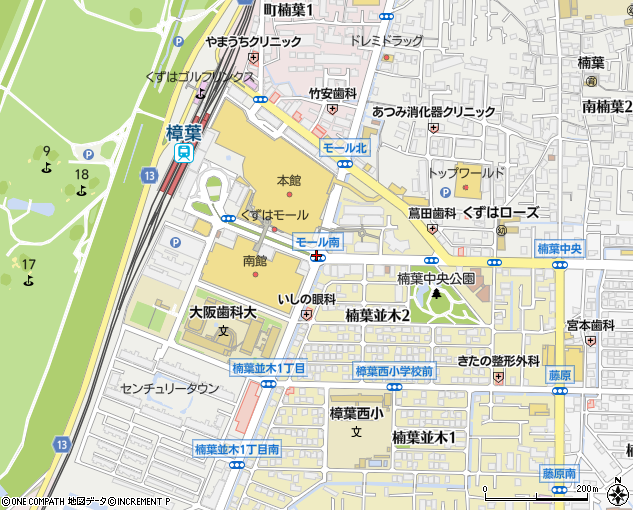 町楠葉1
やまうちクリニック
ドレミドラッグ
楠葉
くずはゴルフリンクス
竹安歯科
南楠葉2
あつみ消化器クリニック
樟葉
モール北
9
18
13
本館
トップワールド
くずはモール
蔦田歯科
くずはローズ
モール南
楠葉中央
17
南館
楠葉中央公園
いしの眼科
大阪歯科大
楠葉並木2
宮本歯科
きたの整形外科
楠葉並木1丁目
樟葉西小学校前
藤原
センチュリータウン
樟葉西小
楠葉並木1
13
楠葉並木1丁目南
藤原南
200m
©ONE COMPATH 地図データ©INCREMENT P